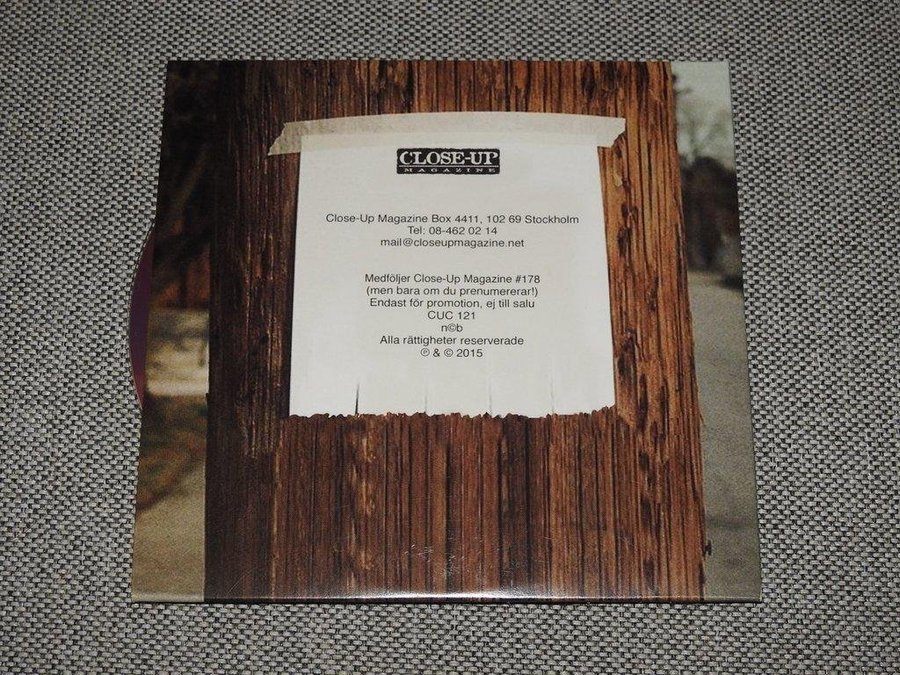 CLOSE-UP
MAGAZINE
Close-Up Magazine Box 4411, 102 69 Stockholm
Tel: 08-462 02 14
mail@closeupmagazine.net
Medföljer Close-Up Magazine #178
(men bara om du prenumererar!)
Endast för promotion, ej till salu
CUC 121
n©b
Alla rättigheter reserverade
℗ & © 2015